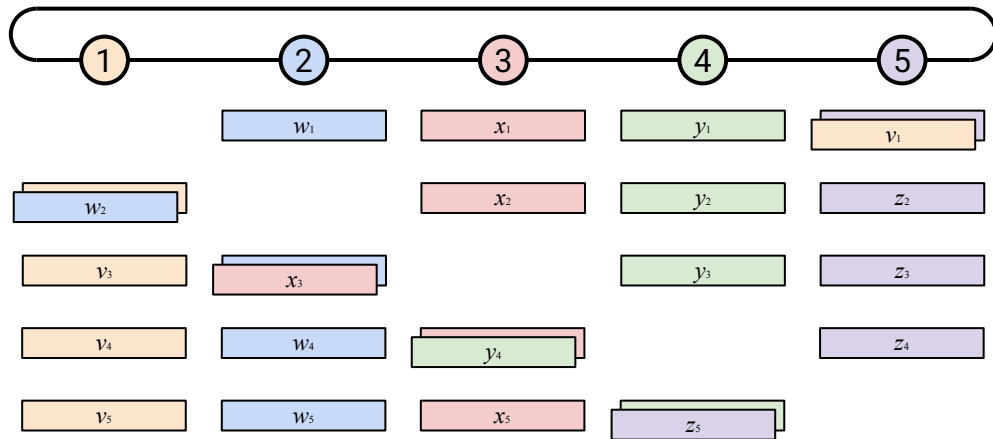 1 2 3 4 5
w₁ x₁ y₁ v₁
w₂ x₂ y₂ z₂
v₃ x₃ y₃ z₃
v₄ w₄ y₄ z₄
v₅ w₅ x₅ z₅